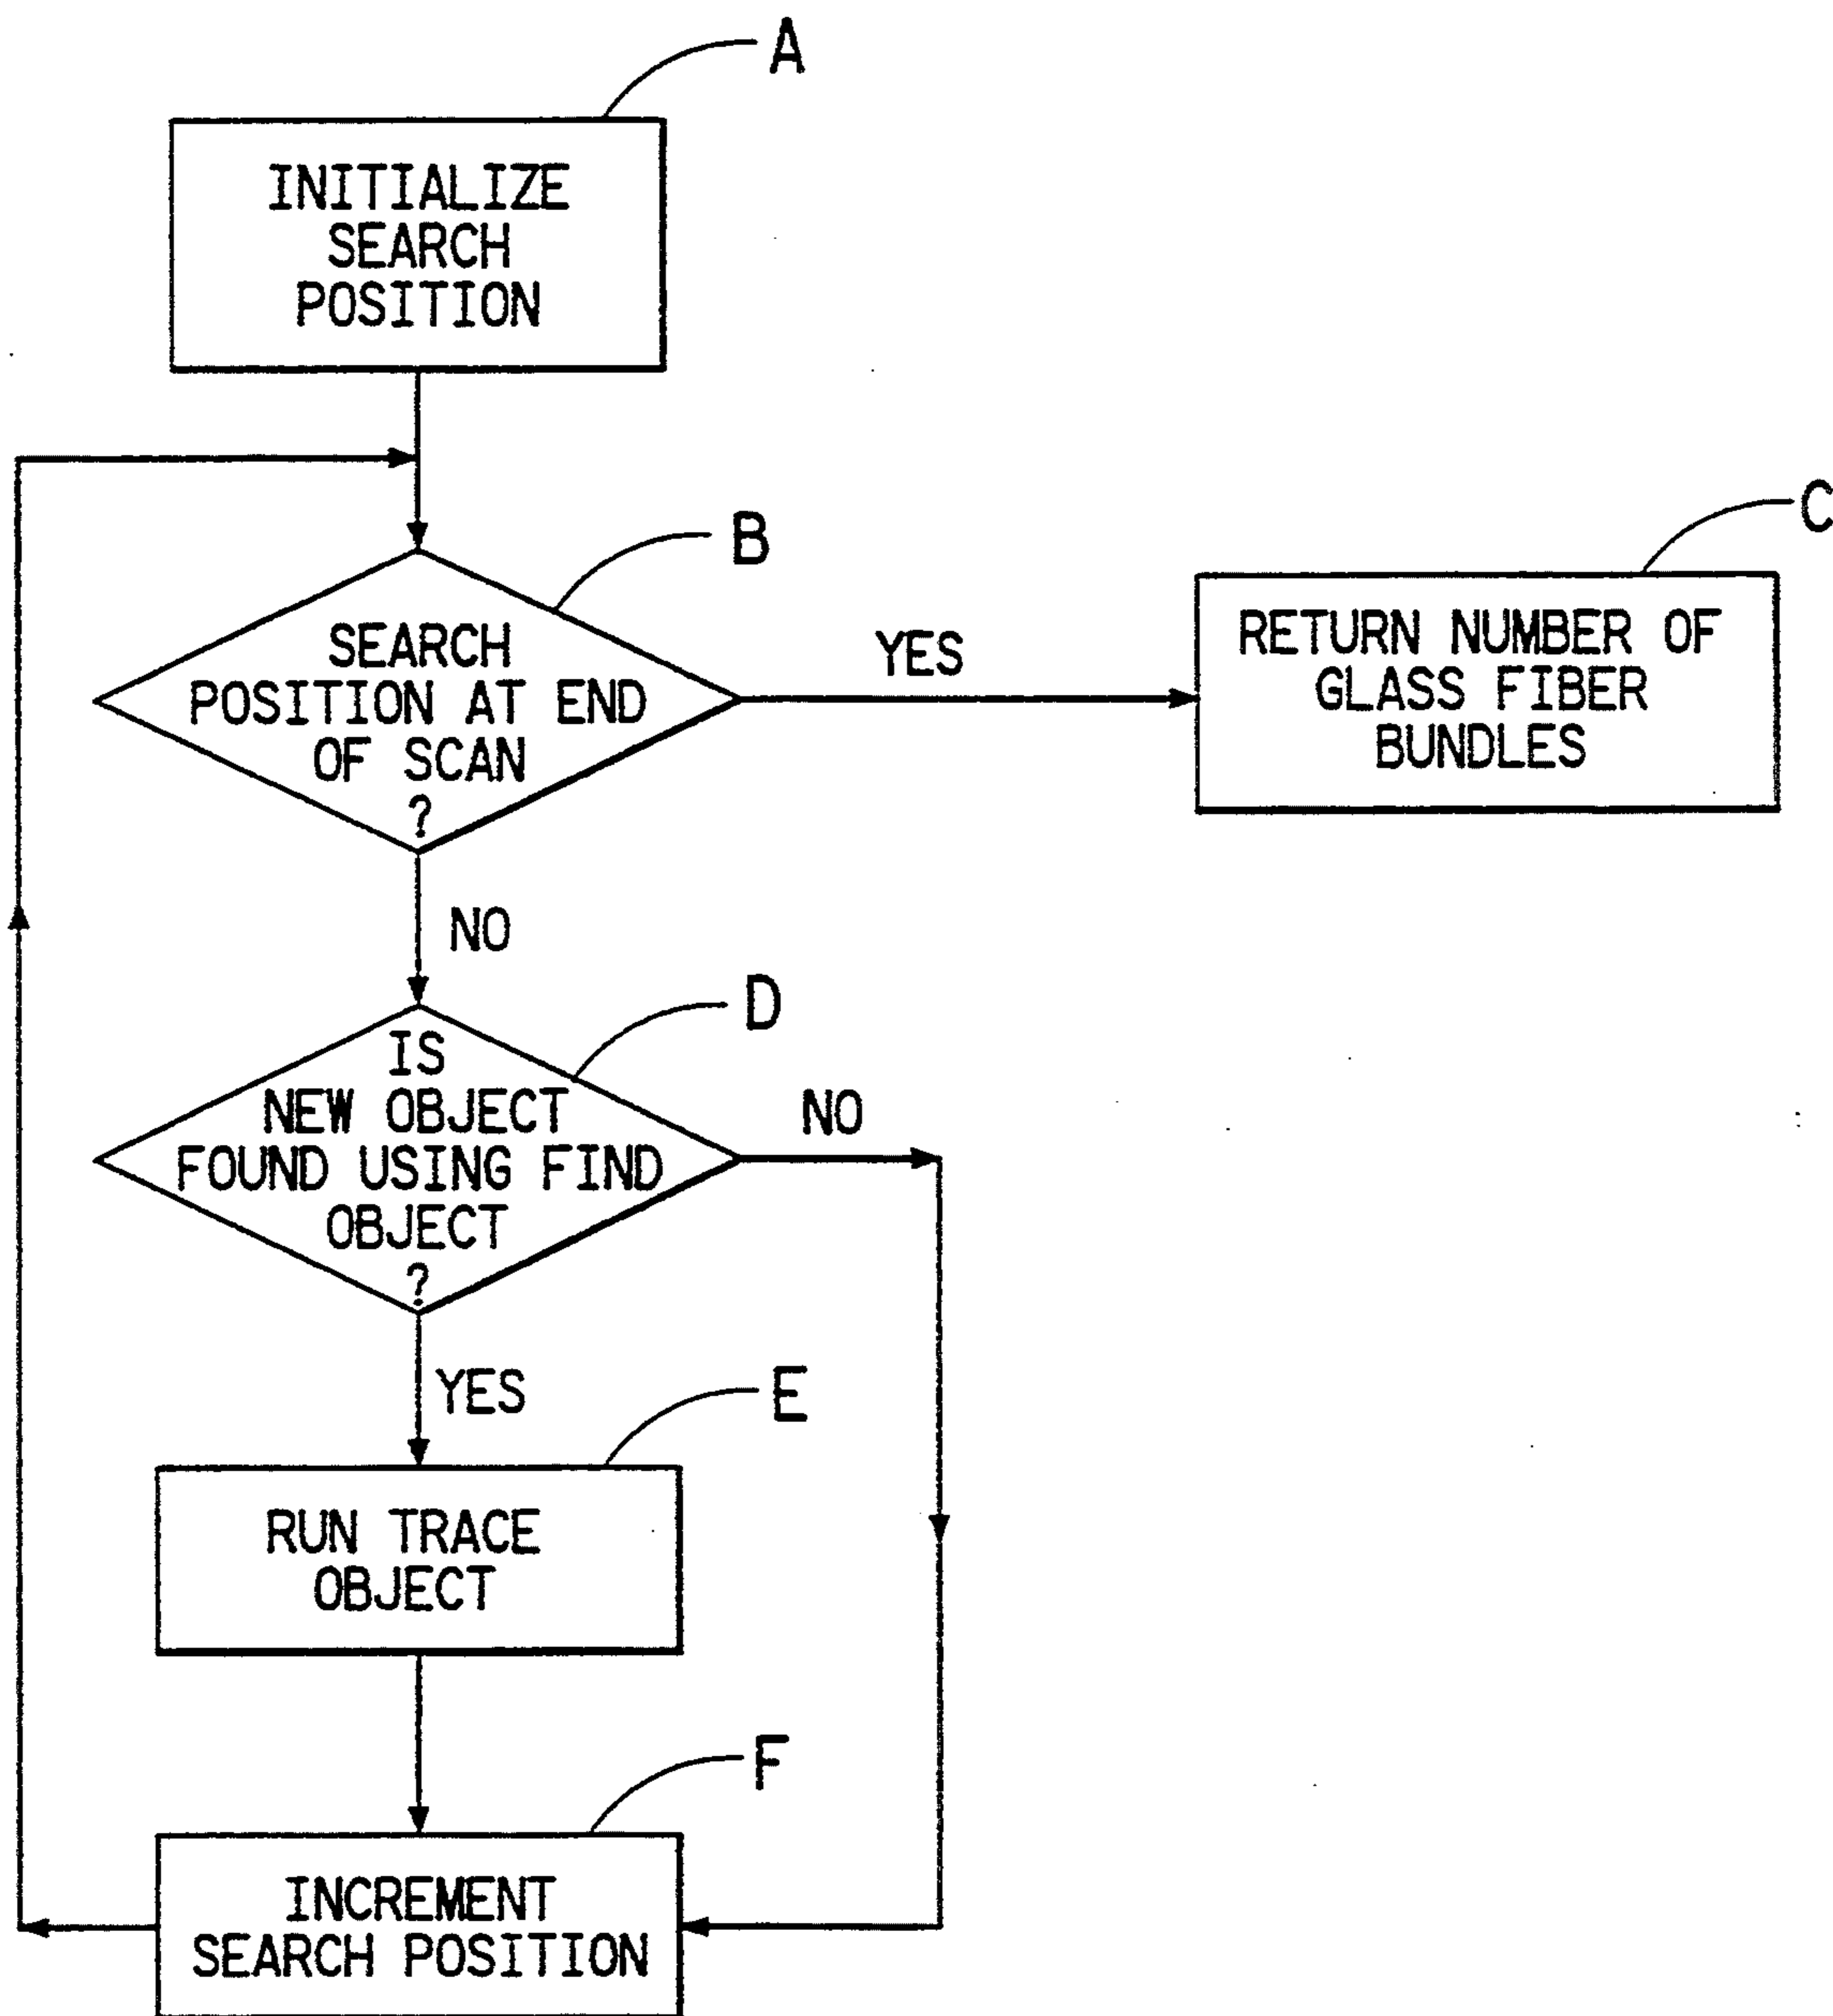 A
INITIALIZE
SEARCH
POSITION
B
SEARCH
POSITION AT END
OF SCAN
?
YES
C
RETURN NUMBER OF
GLASS FIBER
BUNDLES
NO
D
IS
NEW OBJECT
FOUND USING FIND
OBJECT
?
NO
YES
E
RUN TRACE
OBJECT
F
INCREMENT
SEARCH POSITION